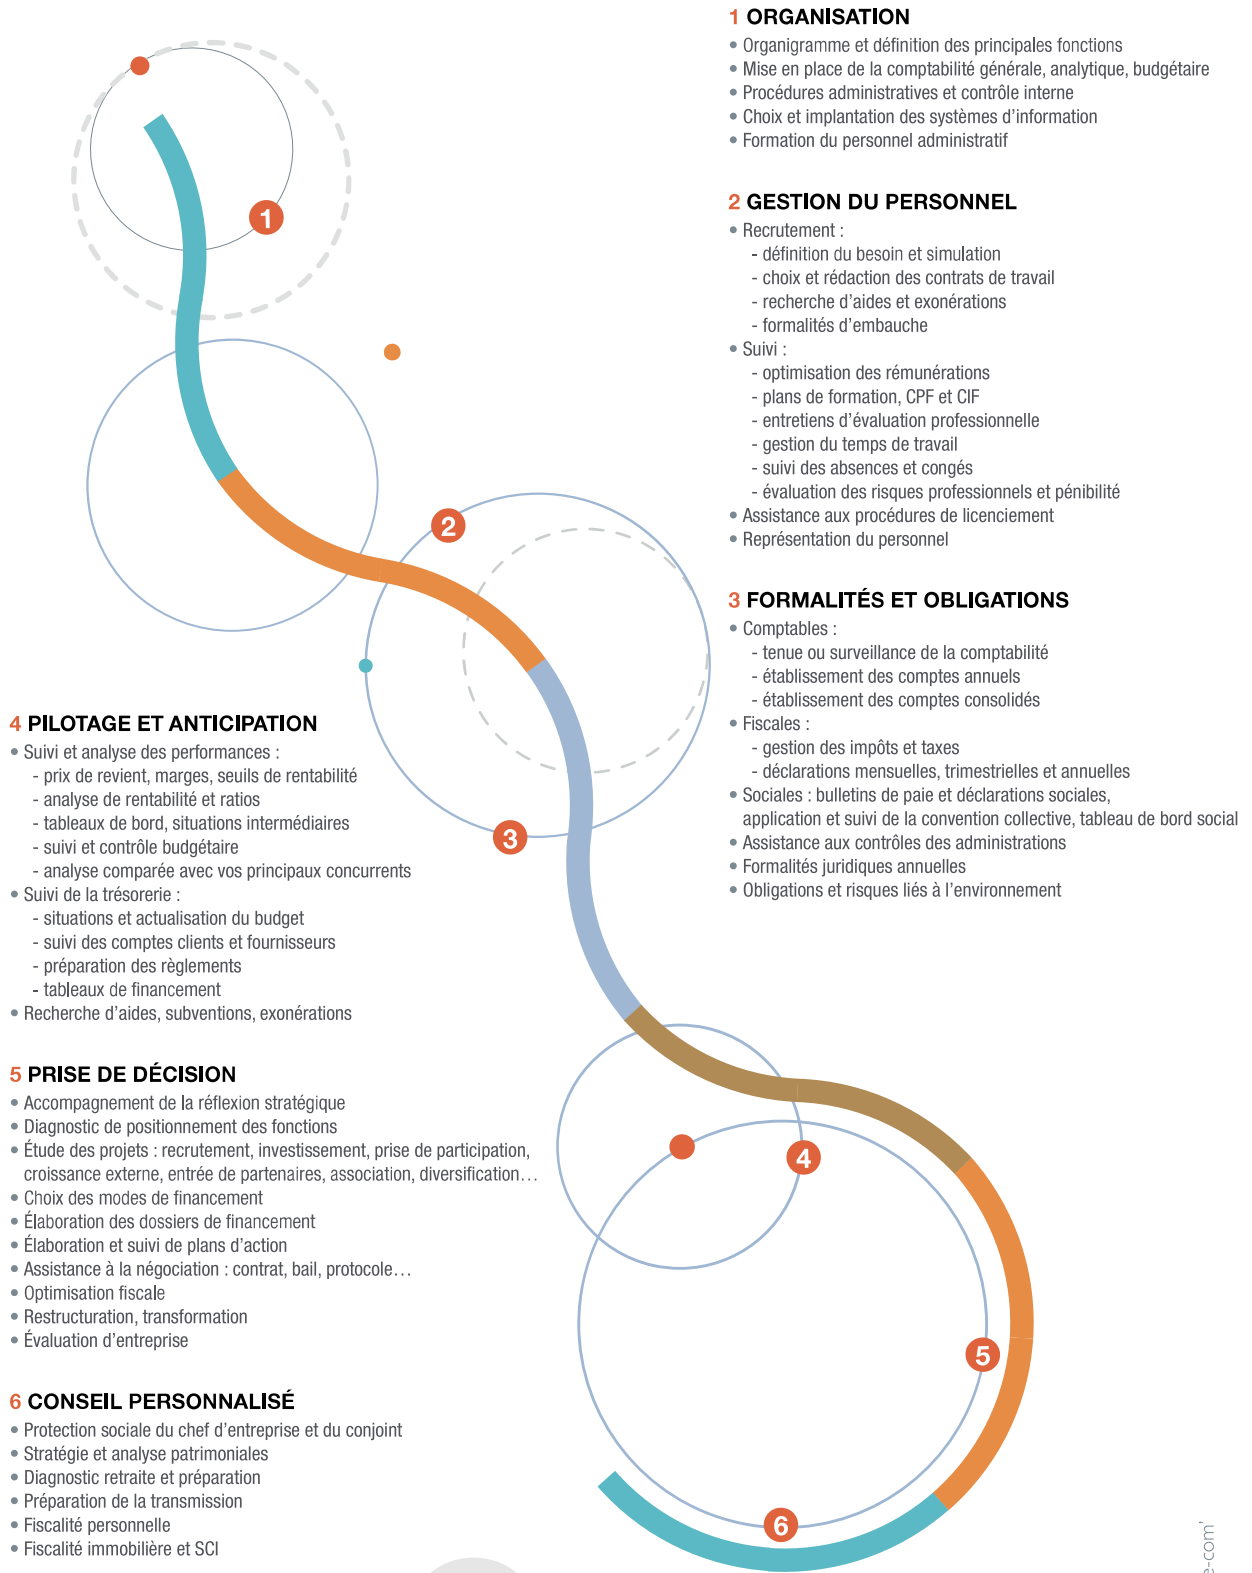 1 ORGANISATION
• Organigramme et définition des principales fonctions
• Mise en place de la comptabilité générale, analytique, budgétaire
• Procédures administratives et contrôle interne
• Choix et implantation des systèmes d’information
• Formation du personnel administratif
2 GESTION DU PERSONNEL
• Recrutement :
- définition du besoin et simulation
- choix et rédaction des contrats de travail
- recherche d’aides et exonérations
- formalités d’embauche
• Suivi :
- optimisation des rémunérations
- plans de formation, CPF et CIF
- entretiens d’évaluation professionnelle
- gestion du temps de travail
- suivi des absences et congés
- évaluation des risques professionnels et pénibilité
• Assistance aux procédures de licenciement
• Représentation du personnel
3 FORMALITÉS ET OBLIGATIONS
• Comptables :
- tenue ou surveillance de la comptabilité
- établissement des comptes annuels
- établissement des comptes consolidés
• Fiscales :
- gestion des impôts et taxes
- déclarations mensuelles, trimestrielles et annuelles
• Sociales : bulletins de paie et déclarations sociales,
application et suivi de la convention collective, tableau de bord social
• Assistance aux contrôles des administrations
• Formalités juridiques annuelles
• Obligations et risques liés à l’environnement
4 PILOTAGE ET ANTICIPATION
• Suivi et analyse des performances :
- prix de revient, marges, seuils de rentabilité
- analyse de rentabilité et ratios
- tableaux de bord, situations intermédiaires
- suivi et contrôle budgétaire
- analyse comparée avec vos principaux concurrents
• Suivi de la trésorerie :
- situations et actualisation du budget
- suivi des comptes clients et fournisseurs
- préparation des règlements
- tableaux de financement
• Recherche d’aides, subventions, exonérations
5 PRISE DE DÉCISION
• Accompagnement de la réflexion stratégique
• Diagnostic de positionnement des fonctions
• Étude des projets : recrutement, investissement, prise de participation,
croissance externe, entrée de partenaires, association, diversification…
• Choix des modes de financement
• Élaboration des dossiers de financement
• Élaboration et suivi de plans d’action
• Assistance à la négociation : contrat, bail, protocole…
• Optimisation fiscale
• Restructuration, transformation
• Évaluation d’entreprise
6 CONSEIL PERSONNALISÉ
• Protection sociale du chef d’entreprise et du conjoint
• Stratégie et analyse patrimoniales
• Diagnostic retraite et préparation
• Préparation de la transmission
• Fiscalité personnelle
• Fiscalité immobilière et SCI
1
2
3
4
5
6
e-com'